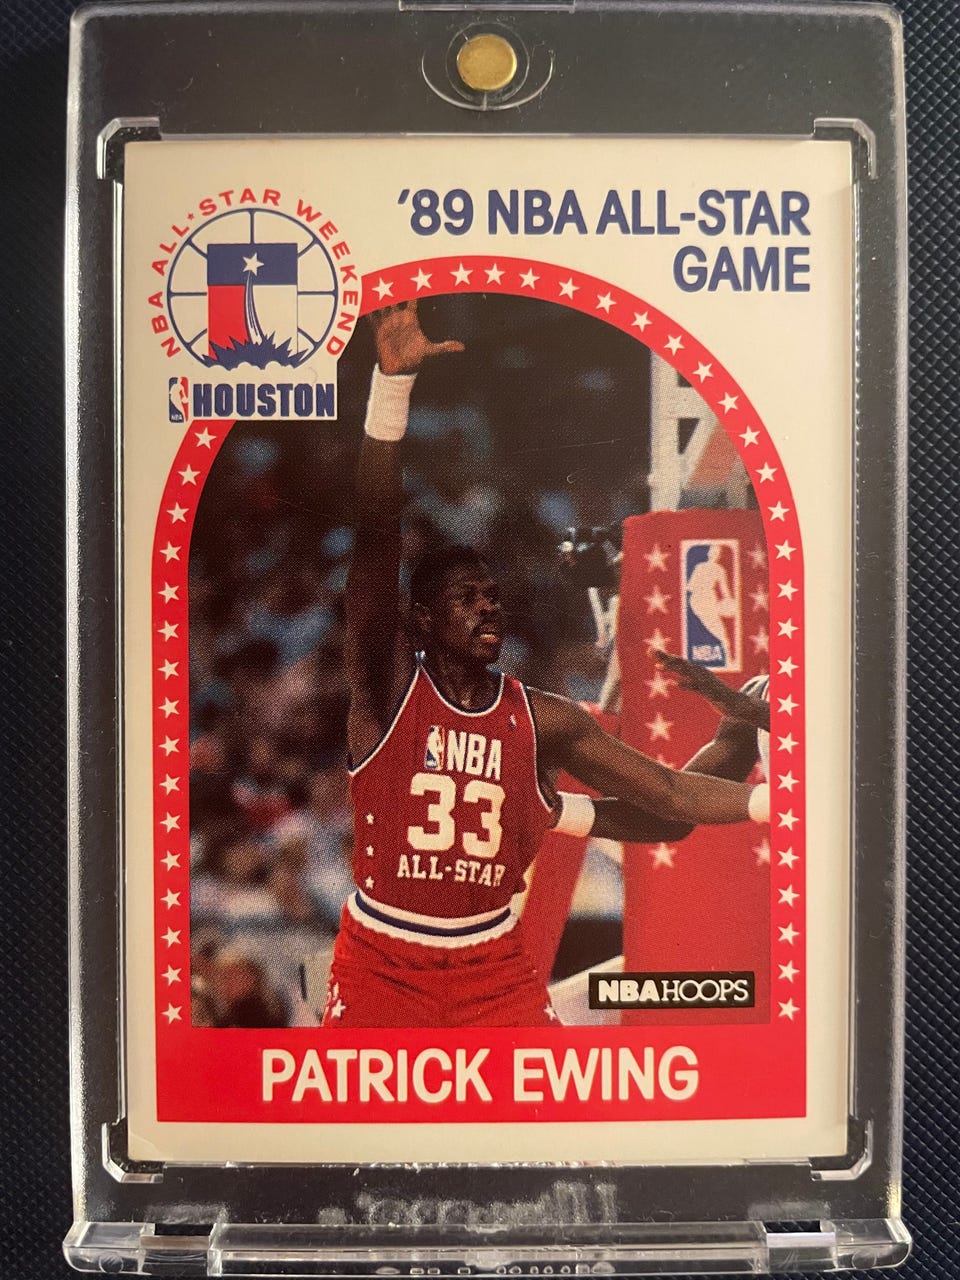 NBA ALL★STAR WEEKEND
NBA HOUSTON
'89 NBA ALL-STAR
GAME
NBA
NBA
33
ALL-STAR
NBA HOOPS
PATRICK EWING